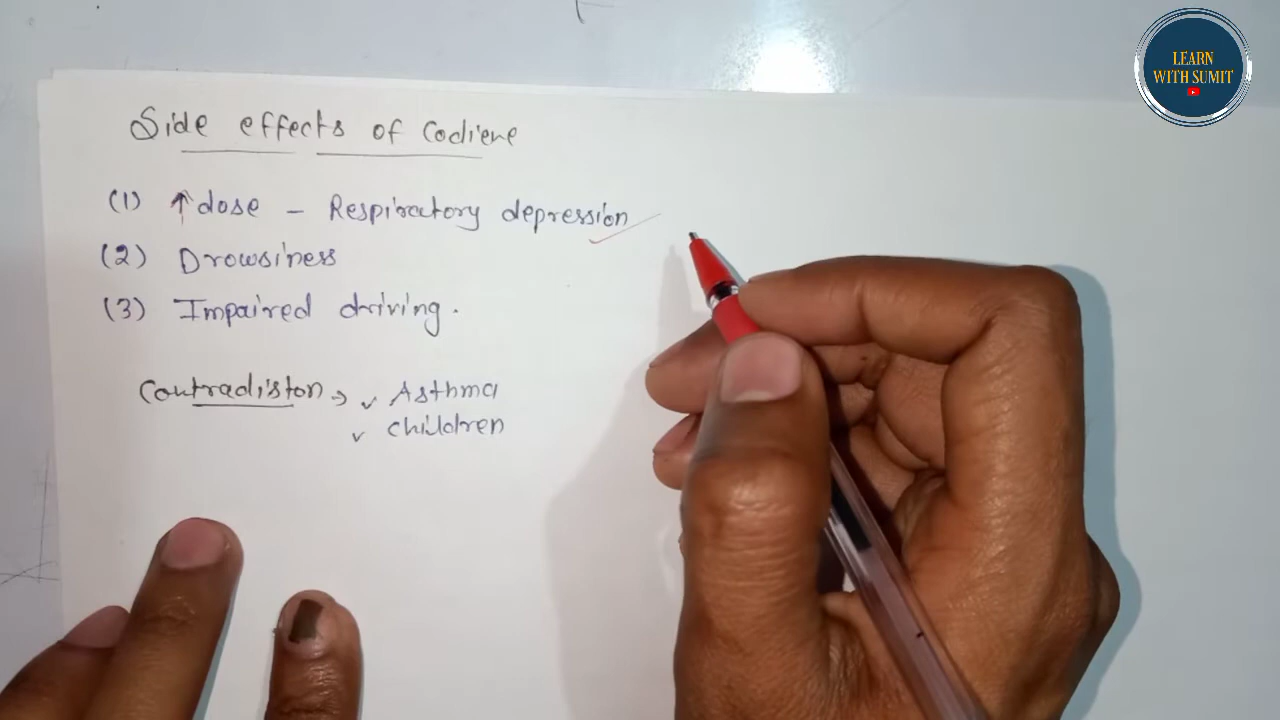 Side effects of Codiene
(1) ↑ dose – Respiratory depression
(2) Drowsiness
(3) Impaired driving.
Contradiston → ✓ Asthma
✓ children
LEARN
WITH SUMIT